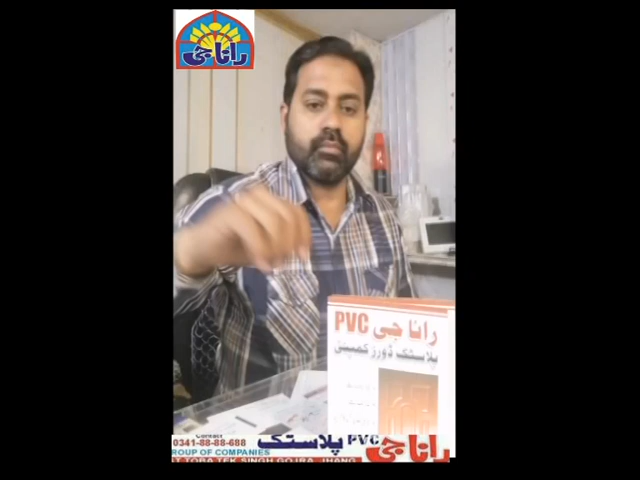 رانا جی
رانا جی PVC
پلاسٹک ڈورز کمپنی
Contact
0341-88-88-688
رانا جی PVC پلاسٹک
ROUP OF COMPANIES
TOBA TEK SINGH GOJRA, JHANG